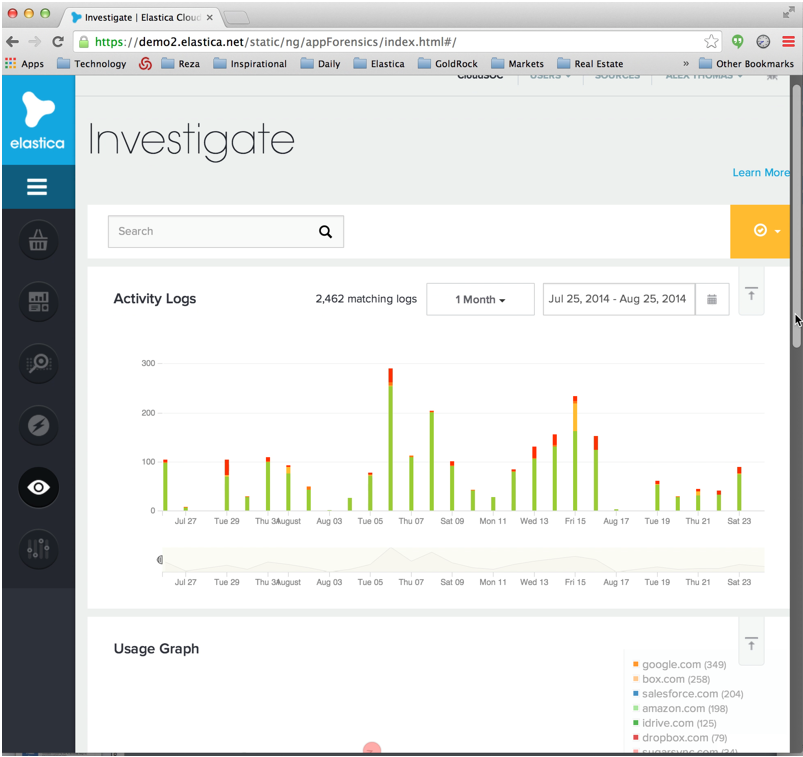 Investigate | Elastica Cloud
https://demo2.elastica.net/static/ng/appForensics/index.html#/
Apps Technology Reza Inspirational Daily Elastica GoldRock Markets Real Estate » Other Bookmarks
CloudSOC USERS SOURCES ALEX THOMAS
elastica
Investigate
Learn More
Search
Activity Logs 2,462 matching logs 1 Month Jul 25, 2014 - Aug 25, 2014
300
200
100
0
Jul 27 Tue 29 Thu 31 August Aug 03 Tue 05 Thu 07 Sat 09 Mon 11 Wed 13 Fri 15 Aug 17 Tue 19 Thu 21 Sat 23
Jul 27 Tue 29 Thu 31 August Aug 03 Tue 05 Thu 07 Sat 09 Mon 11 Wed 13 Fri 15 Aug 17 Tue 19 Thu 21 Sat 23
Usage Graph
google.com (349)
box.com (258)
salesforce.com (204)
amazon.com (198)
idrive.com (125)
dropbox.com (79)
sugarsync.com (34)